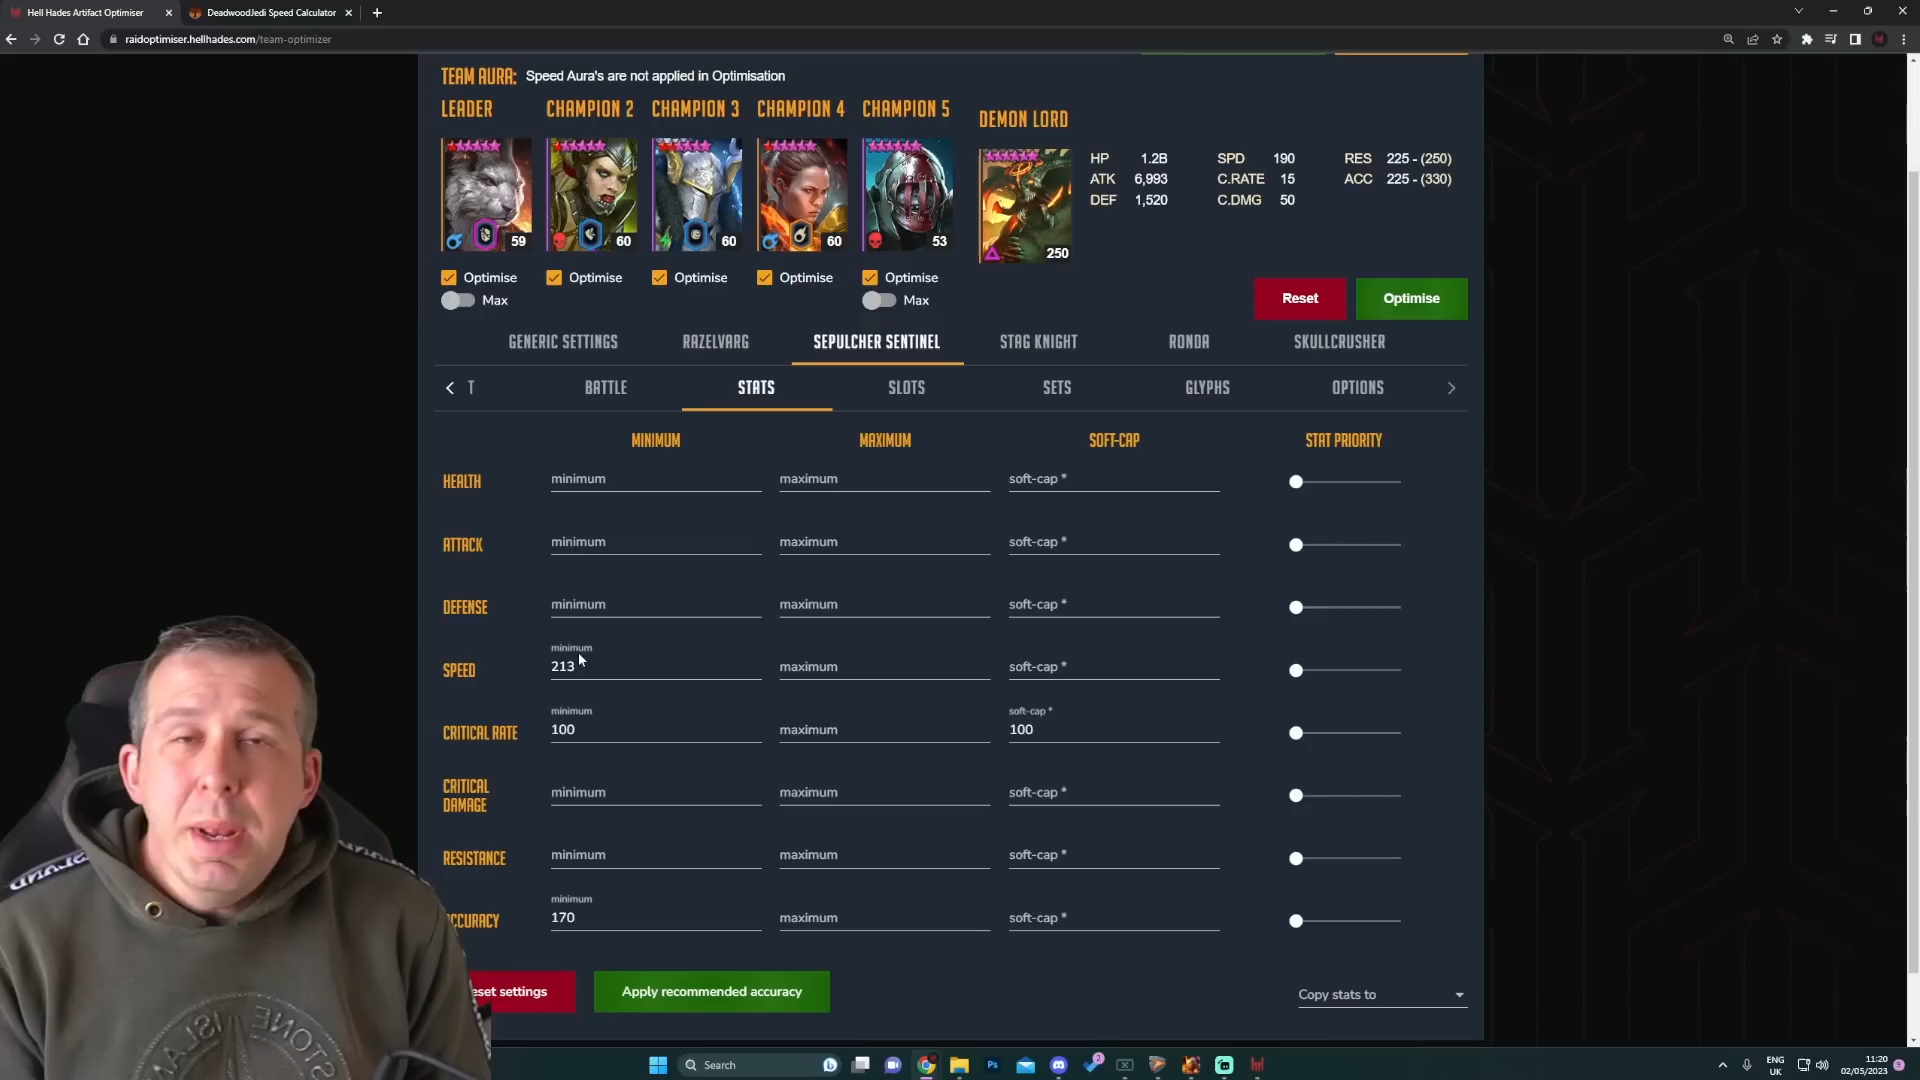 Hell Hades Artifact Optimiser
DeadwoodJedi Speed Calculator
raidoptimiser.hellhades.com/team-optimizer
TEAM AURA: Speed Aura's are not applied in Optimisation
LEADER CHAMPION 2 CHAMPION 3 CHAMPION 4 CHAMPION 5 DEMON LORD
59 60 60 60 53 250
HP 1.2B SPD 190 RES 225 - (250)
ATK 6,993 C.RATE 15 ACC 225 - (330)
DEF 1,520 C.DMG 50
Optimise Optimise Optimise Optimise Optimise
Max Max
Reset Optimise
GENERIC SETTINGS RAZELVARG SEPULCHER SENTINEL STAG KNIGHT RONDA SKULLCRUSHER
T BATTLE STATS SLOTS SETS GLYPHS OPTIONS
MINIMUM MAXIMUM SOFT-CAP STAT PRIORITY
HEALTH minimum maximum soft-cap *
ATTACK minimum maximum soft-cap *
DEFENSE minimum maximum soft-cap *
minimum
SPEED 213 maximum soft-cap *
minimum soft-cap *
CRITICAL RATE 100 maximum 100
CRITICAL
DAMAGE minimum maximum soft-cap *
RESISTANCE minimum maximum soft-cap *
minimum
CCURACY 170 maximum soft-cap *
eset settings Apply recommended accuracy Copy stats to
Search
Ps
2
ENG
UK
11:20
02/05/2023